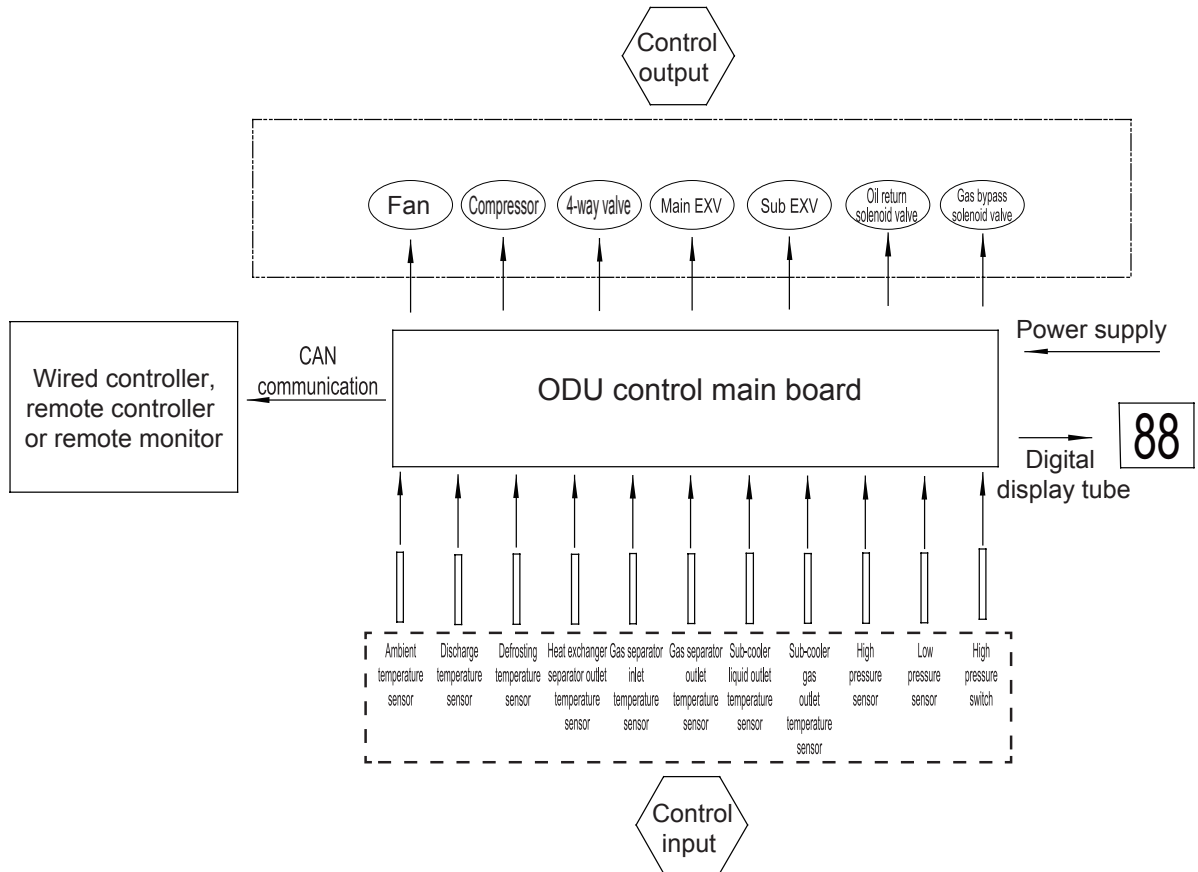 Control
output
Fan
Compressor
4-way valve
Main EXV
Sub EXV
Oil return
solenoid valve
Gas bypass
solenoid valve
Wired controller,
remote controller
or remote monitor
CAN
communication
ODU control main board
Power supply
88
Digital
display tube
Ambient
temperature
sensor
Discharge
temperature
sensor
Defrosting
temperature
sensor
Heat exchanger
separator outlet
temperature
sensor
Gas separator
inlet
temperature
sensor
Gas separator
outlet
temperature
sensor
Sub-cooler
liquid outlet
temperature
sensor
Sub-cooler
gas
outlet
temperature
sensor
High
pressure
sensor
Low
pressure
sensor
High
pressure
switch
Control
input